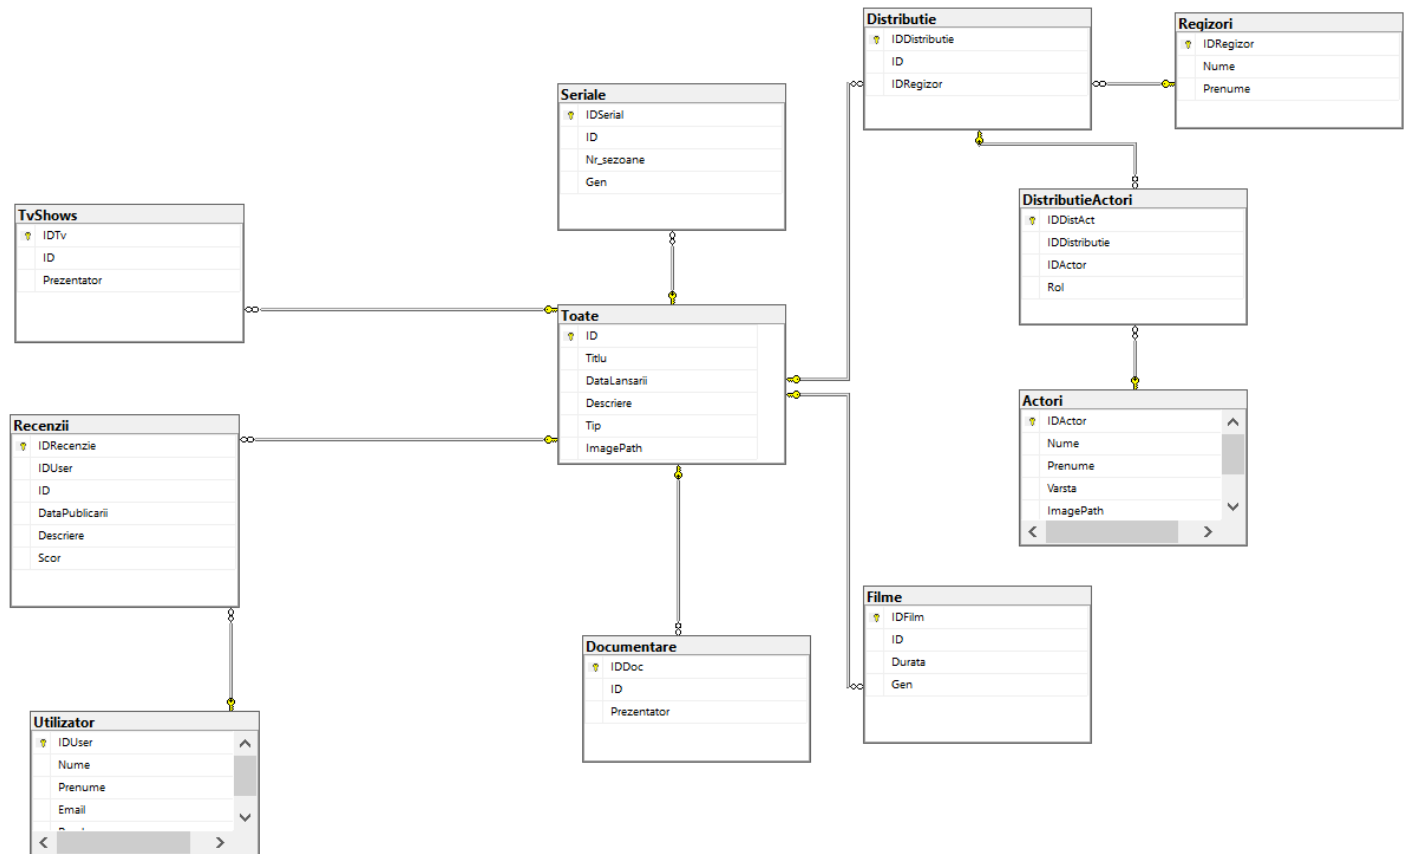 Distributie
IDDistributie
ID
IDRegizor
Regizori
IDRegizor
Nume
Prenume
Seriale
IDSerial
ID
Nr_sezoane
Gen
TvShows
IDTv
ID
Prezentator
DistributieActori
IDDistAct
IDDistributie
IDActor
Rol
Toate
ID
Titlu
DataLansarii
Descriere
Tip
ImagePath
Recenzii
IDRecenzie
IDUser
ID
DataPublicarii
Descriere
Scor
Actori
IDActor
Nume
Prenume
Varsta
ImagePath
Filme
IDFilm
ID
Durata
Gen
Documentare
IDDoc
ID
Prezentator
Utilizator
IDUser
Nume
Prenume
Email